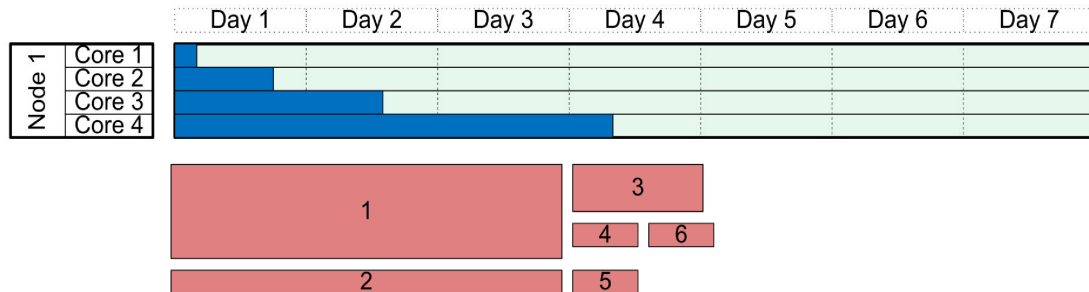 Day 1 Day 2 Day 3 Day 4 Day 5 Day 6 Day 7
Node 1
Core 1
Core 2
Core 3
Core 4
1
3
4 6
2 5